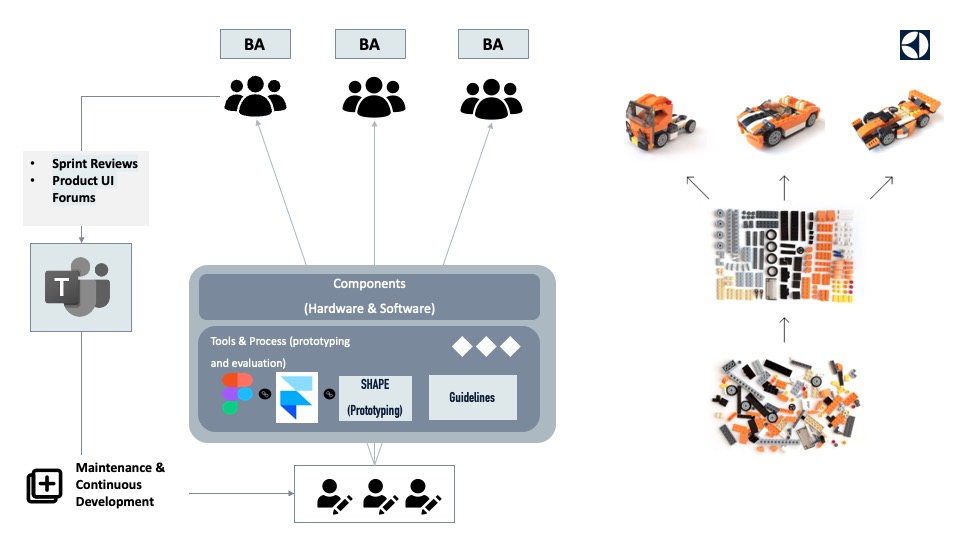 BA
BA
BA
Sprint Reviews
Product UI
Forums
T
Components
(Hardware & Software)
Tools & Process (prototyping
and evaluation)
SHAPE
(Prototyping)
Guidelines
Maintenance &
Continuous
Development